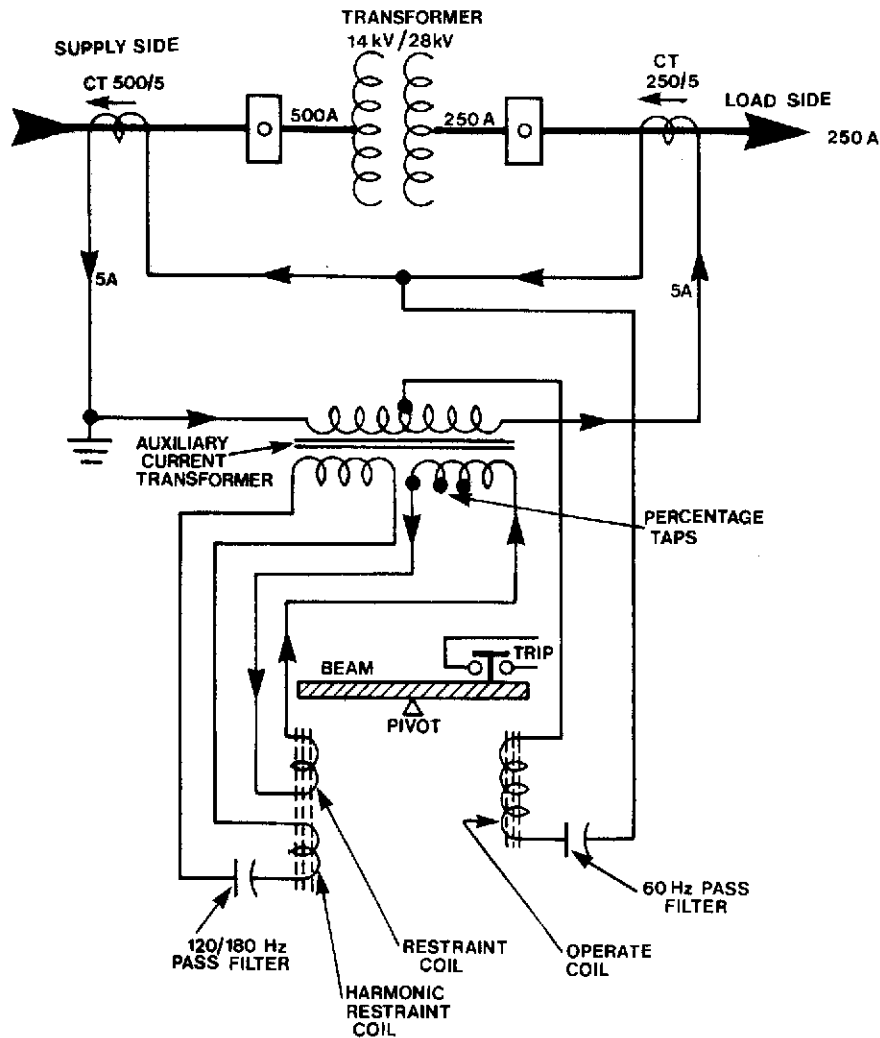 TRANSFORMER
14 kV / 28kV
SUPPLY SIDE
CT 500/5
CT
250/5
LOAD SIDE
500A
250 A
250 A
5A
5A
AUXILIARY
CURRENT
TRANSFORMER
PERCENTAGE
TAPS
TRIP
BEAM
PIVOT
60 Hz PASS
FILTER
120/180 Hz
PASS FILTER
RESTRAINT
COIL
OPERATE
COIL
HARMONIC
RESTRAINT
COIL